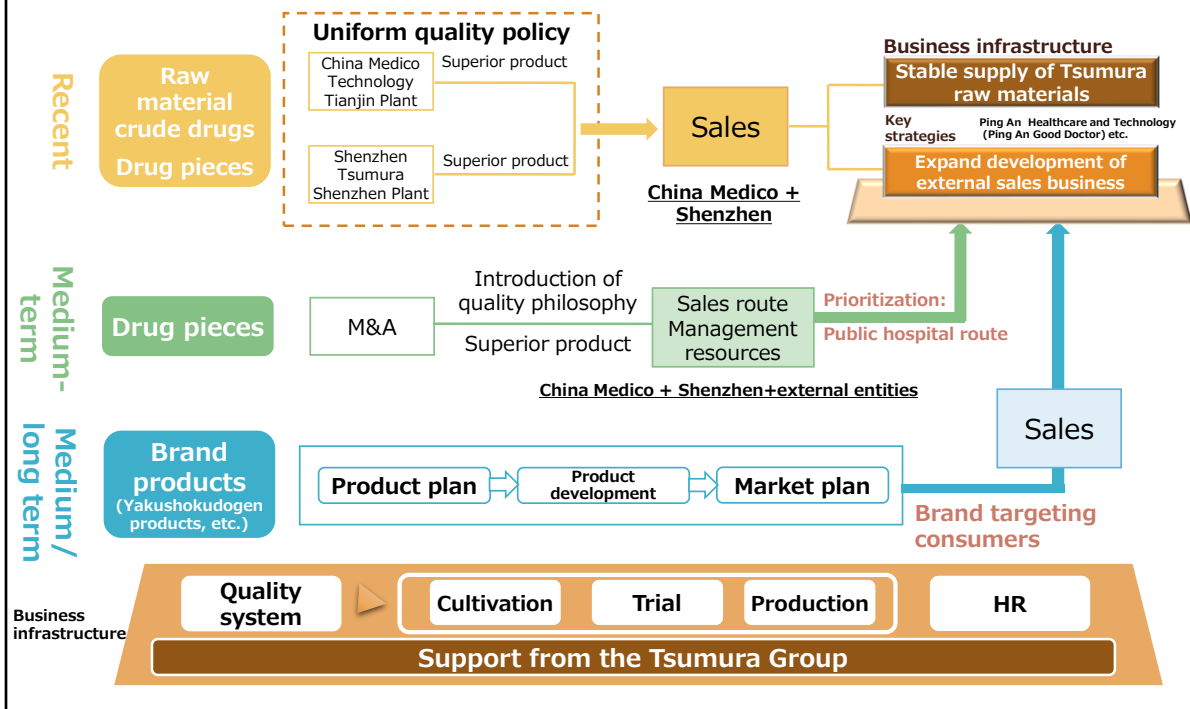 Recent
Raw
material
crude drugs
Drug pieces
Uniform quality policy
China Medico
Technology
Tianjin Plant
Superior product
Shenzhen
Tsumura
Shenzhen Plant
Superior product
Sales
China Medico +
Shenzhen
Business infrastructure
Stable supply of Tsumura
raw materials
Key
strategies
Ping An Healthcare and Technology
(Ping An Good Doctor) etc.
Expand development of
external sales business
Medium-
term
Drug pieces
M&A
Introduction of
quality philosophy
Superior product
Sales route
Management
resources
Prioritization:
Public hospital route
China Medico + Shenzhen+external entities
Medium/
long term
Brand
products
(Yakushokudogen
products, etc.)
Product plan
Product
development
Market plan
Sales
Brand targeting
consumers
Business
infrastructure
Quality
system
Cultivation
Trial
Production
HR
Support from the Tsumura Group